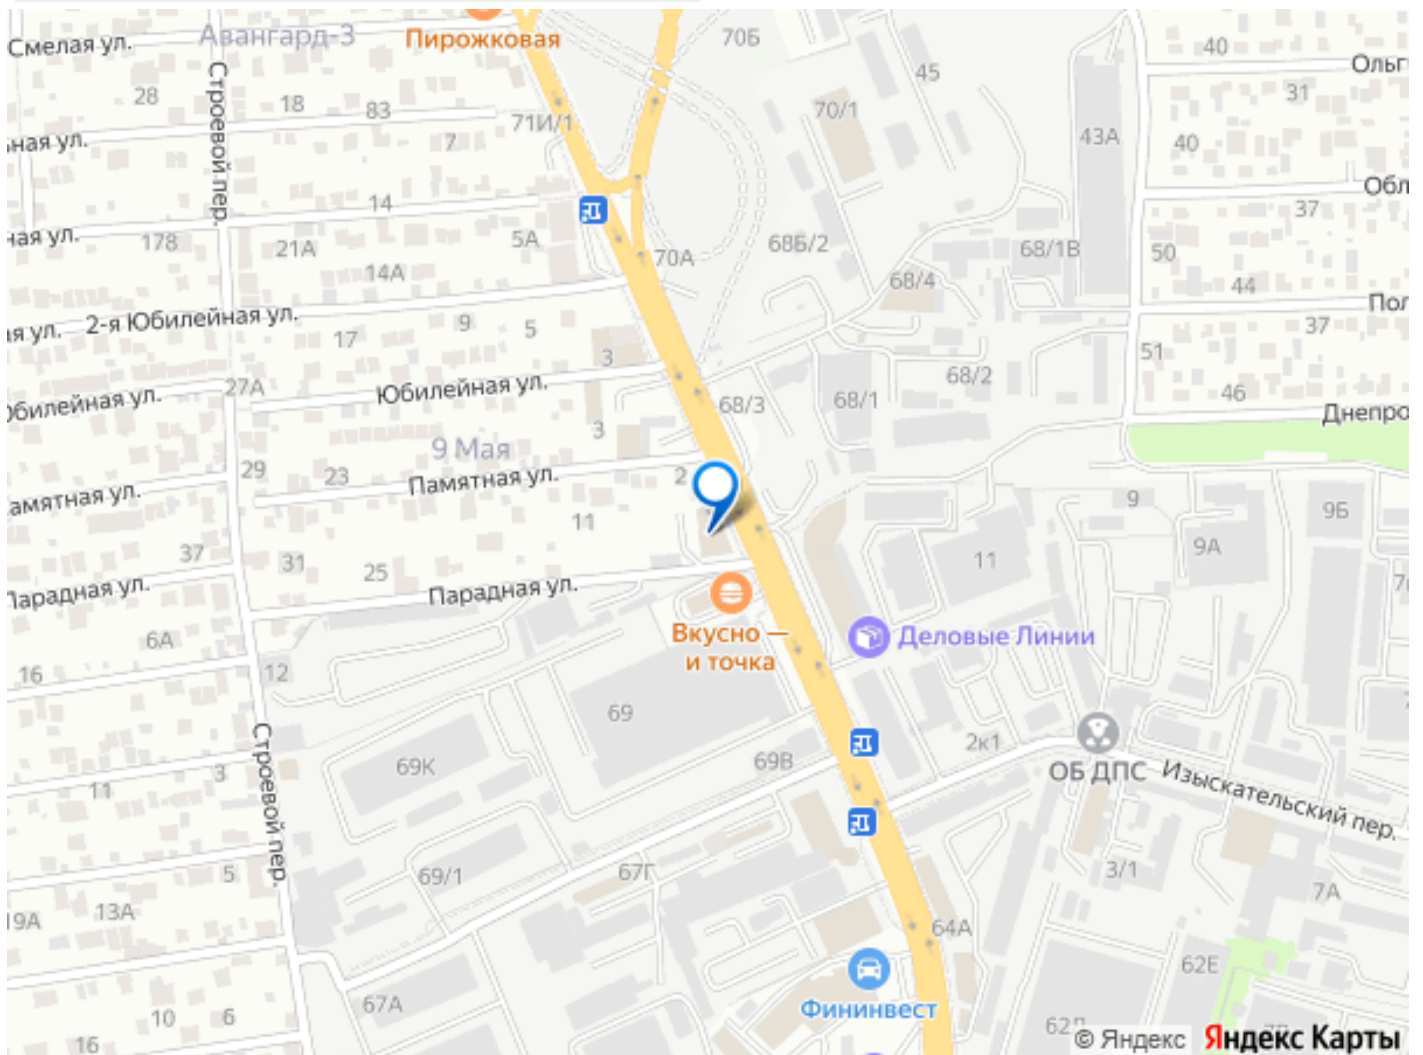 Смелая ул.
Авангард-3
Пирожковая
70Б
40
Ольг
45
28
18
83
71И/1
70/1
31
43А
ьная ул.
7
40
Строевой пер.
Обл
14
37
ная ул.
178
21А
5А
70А
68Б/2
68/1В
50
14А
68/4
44
Пол
ая ул.
2-я Юбилейная ул.
9
5
17
37
3
51
27А
Юбилейная ул.
68/2
46
билейная ул.
68/3
68/1
Днепро
3
9 Мая
29
23
Памятная ул.
2
амятная ул.
9
9Б
11
37
9А
31
25
11
Парадная ул.
Парадная ул.
6А
Вкусно —
и точка
Деловые Линии
16
12
69
2к1
69В
69К
ОБ ДПС
Изыскательский пер.
3
11
Строевой пер.
5
69/1
67Г
3/1
7А
19А
13А
64А
62Е
67А
Фининвест
10
6
16
© Яндекс
Яндекс Карты